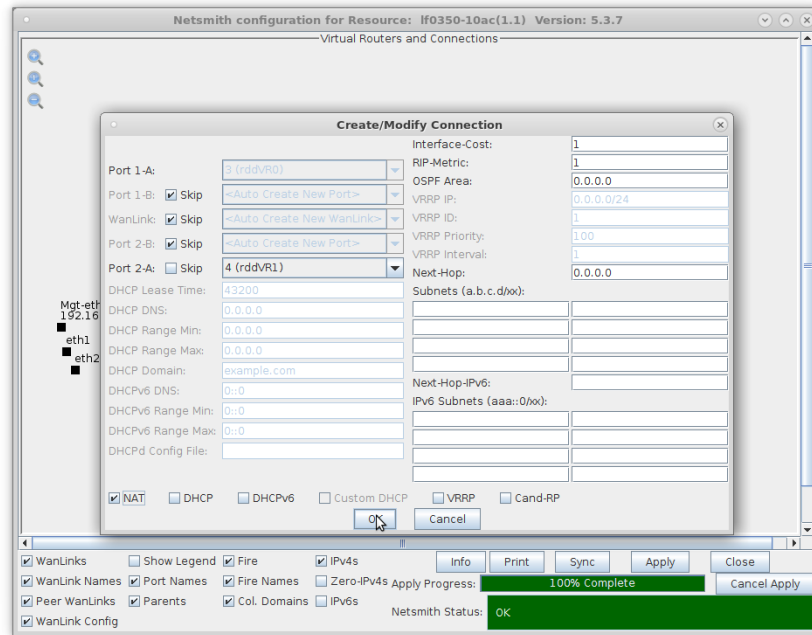 Netsmith configuration for Resource: lf0350-10ac(1.1) Version: 5.3.7
Virtual Routers and Connections
Create/Modify Connection
Port 1-A: 3 (rddVR0)
Port 1-B: Skip <Auto Create New Port>
WanLink: Skip <Auto Create New WanLink>
Port 2-B: Skip <Auto Create New Port>
Port 2-A: Skip 4 (rddVR1)
DHCP Lease Time: 43200
DHCP DNS: 0.0.0.0
DHCP Range Min: 0.0.0.0
DHCP Range Max: 0.0.0.0
DHCP Domain: example.com
DHCPv6 DNS: 0::0
DHCPv6 Range Min: 0::0
DHCPv6 Range Max: 0::0
DHCPd Config File:
Interface-Cost: 1
RIP-Metric: 1
OSPF Area: 0.0.0.0
VRRP IP: 0.0.0.0/24
VRRP ID: 1
VRRP Priority: 100
VRRP Interval: 1
Next-Hop: 0.0.0.0
Subnets (a.b.c.d/xx):
Next-Hop-IPv6:
IPv6 Subnets (aaa::0/xx):
NAT DHCP DHCPv6 Custom DHCP VRRP Cand-RP
OK Cancel
Mgt-eth
192.16
eth1
eth2
WanLinks Show Legend Fire IPv4s Info Print Sync Apply Close
WanLink Names Port Names Fire Names Zero-IPv4s Apply Progress: 100% Complete Cancel Apply
Peer WanLinks Parents Col. Domains IPv6s Netsmith Status: OK
WanLink Config